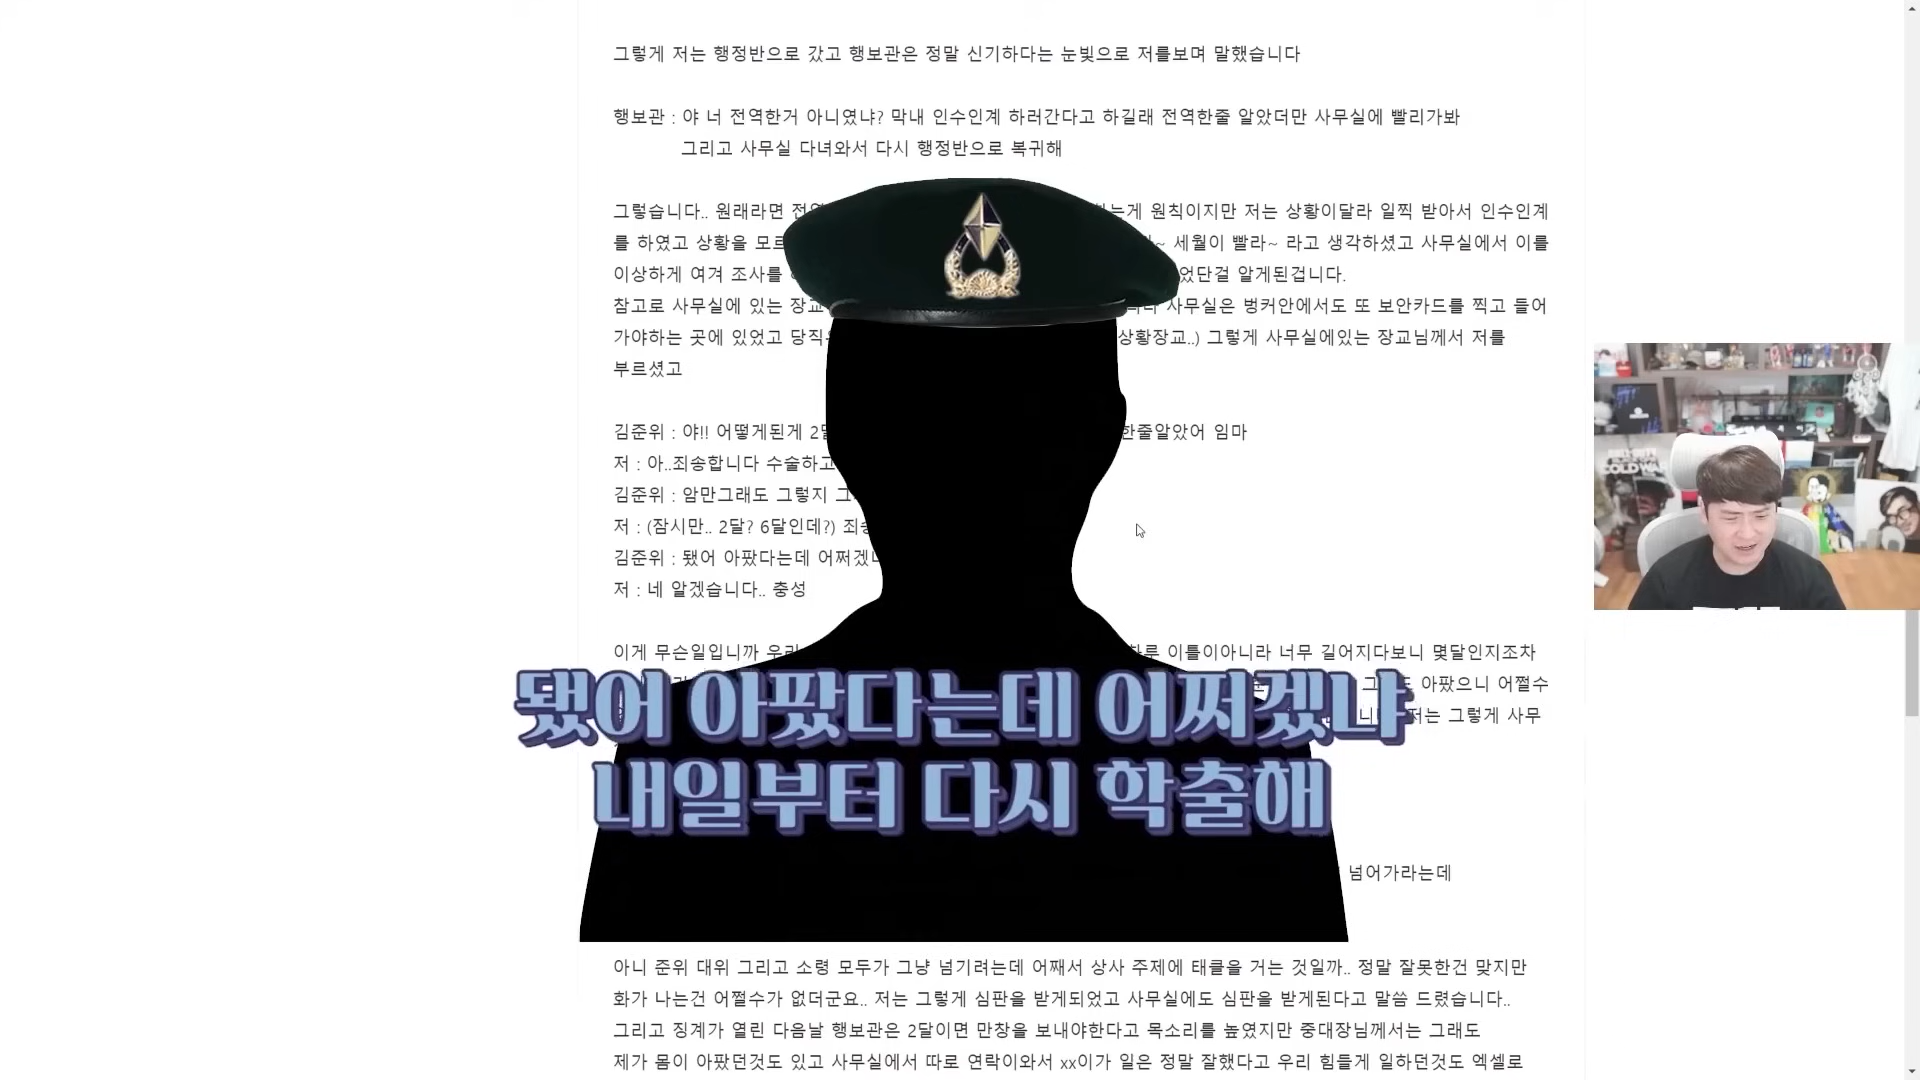 그렇게 저는 행정반으로 갔고 행보관은 정말 신기하다는 눈빛으로 저를보며 말했습니다
행보관 : 야 너 전역한거 아니였냐? 막내 인수인계 하러간다고 하길래 전역한줄 알았더만 사무실에 빨리가봐
그리고 사무실 다녀와서 다시 행정반으로 복귀해
그렇습니다.. 원래라면 게 원칙이지만 저는 상황이달라 일찍 받아서 인수인계
를 하였고 상황을 세월이 빨라~ 라고 생각하셨고 사무실에서 이를
이상하게 여겨 조사를 었단걸 알게된겁니다.
참고로 사무실에 있는 사무실은 벙커안에서도 또 보안카드를 찍고 들어
가야하는 곳에 있었고 상황장교..) 그렇게 사무실에있는 장교님께서 저를
부르셨고
김준위 : 야!! 어떻게된게 한줄알았어 임마
저 : 아..죄송합니다 수술하고
김준위 : 암만그래도 그렇지
저 : (잠시만.. 2달? 6달인데?)
김준위 : 됐어 아팠다는데
저 : 네 알겠습니다.. 충성
이게 무슨일입니까 이틀이아니라 너무 길어지다보니 몇달인지조차
아팠으니 어쩔수
저는 그렇게 사무
됐어 아팠다는데 어쩌겠냐
내일부터 다시 학출해
넘어가라는데
아니 준위 대위 그리고 소령 모두가 그냥 넘기려는데 어째서 상사 주제에 태클을 거는 것일까.. 정말 잘못한건 맞지만
화가 나는건 어쩔수가 없더군요.. 저는 그렇게 심판을 받게되었고 사무실에도 심판을 받게된다고 말씀 드렸습니다..
그리고 징계가 열린 다음날 행보관은 2달이면 만창을 보내야한다고 목소리를 높였지만 중대장님께서는 그래도
제가 몸이 아팠던것도 있고 사무실에서 따로 연락이와서 xx이가 일은 정말 잘했다고 우리 힘들게 일하던것도 엑셀로